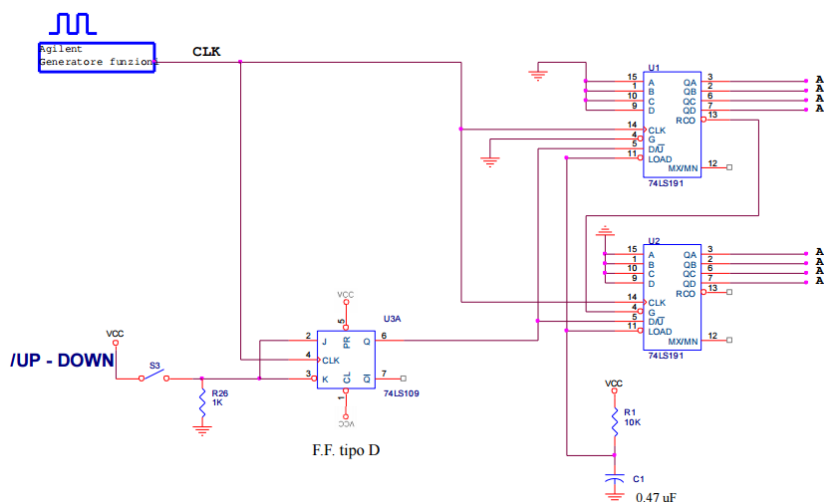 Agilent
Generatore funzioni
CLK
U1
15 A QA 3 A
1 B QB 2 A
10 C QC 6 A
9 D QD 7 A
RCO 13
14 CLK
4 G
5 D/U
11 LOAD
MX/MN 12
74LS191
U2
15 A QA 3 A
1 B QB 2 A
10 C QC 6 A
9 D QD 7 A
RCO 13
14 CLK
4 G
5 D/U
11 LOAD
MX/MN 12
74LS191
VCC
U3A
5
PR
2 J Q 6
4 CLK
3 K Q 7
CL
1
74LS109
VCC
VCC
/UP - DOWN
S3
R26
1K
F.F. tipo D
VCC
R1
10K
C1
0.47 uF